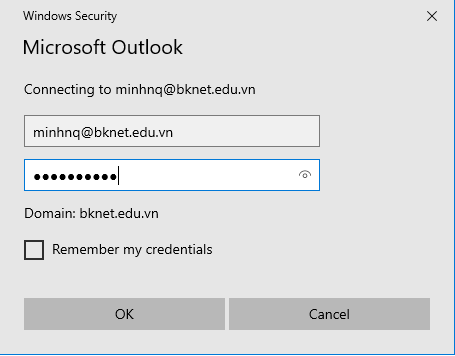 Windows Security
Microsoft Outlook
Connecting to minhnq@bknet.edu.vn
minhnq@bknet.edu.vn
●●●●●●●●●●
Domain: bknet.edu.vn
Remember my credentials
OK Cancel